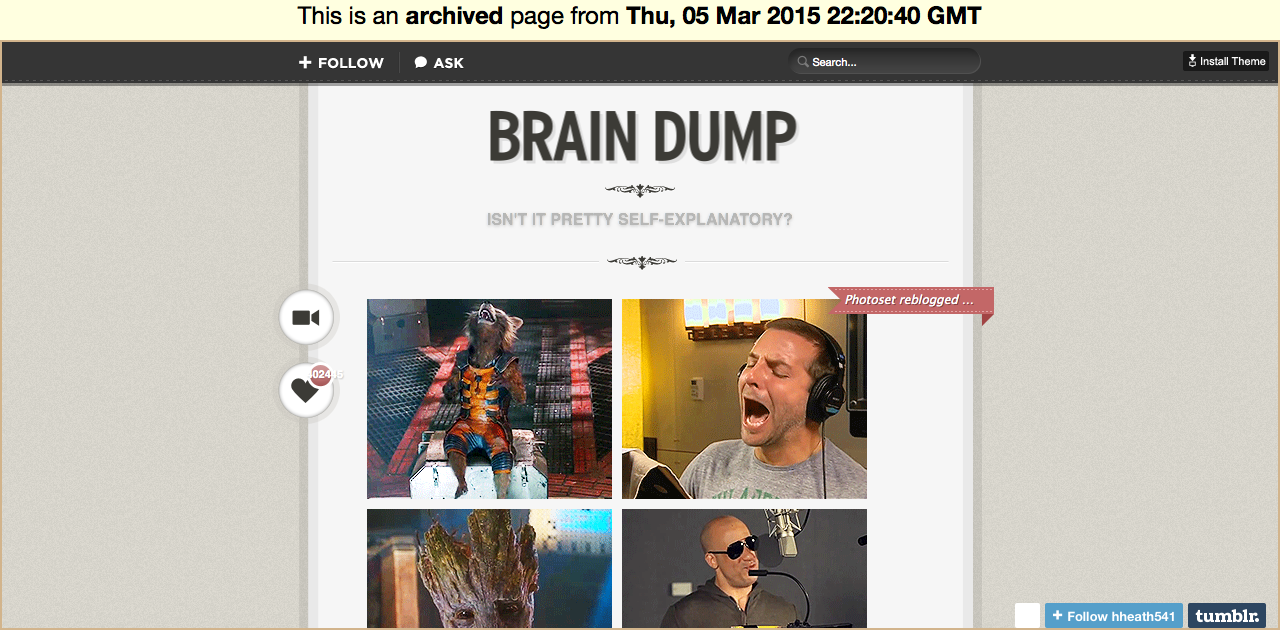 This is an archived page from Thu, 05 Mar 2015 22:20:40 GMT
+ FOLLOW ASK Search... Install Theme
BRAIN DUMP
ISN'T IT PRETTY SELF-EXPLANATORY?
Photoset reblogged ...
+ Follow hheath541 tumblr.